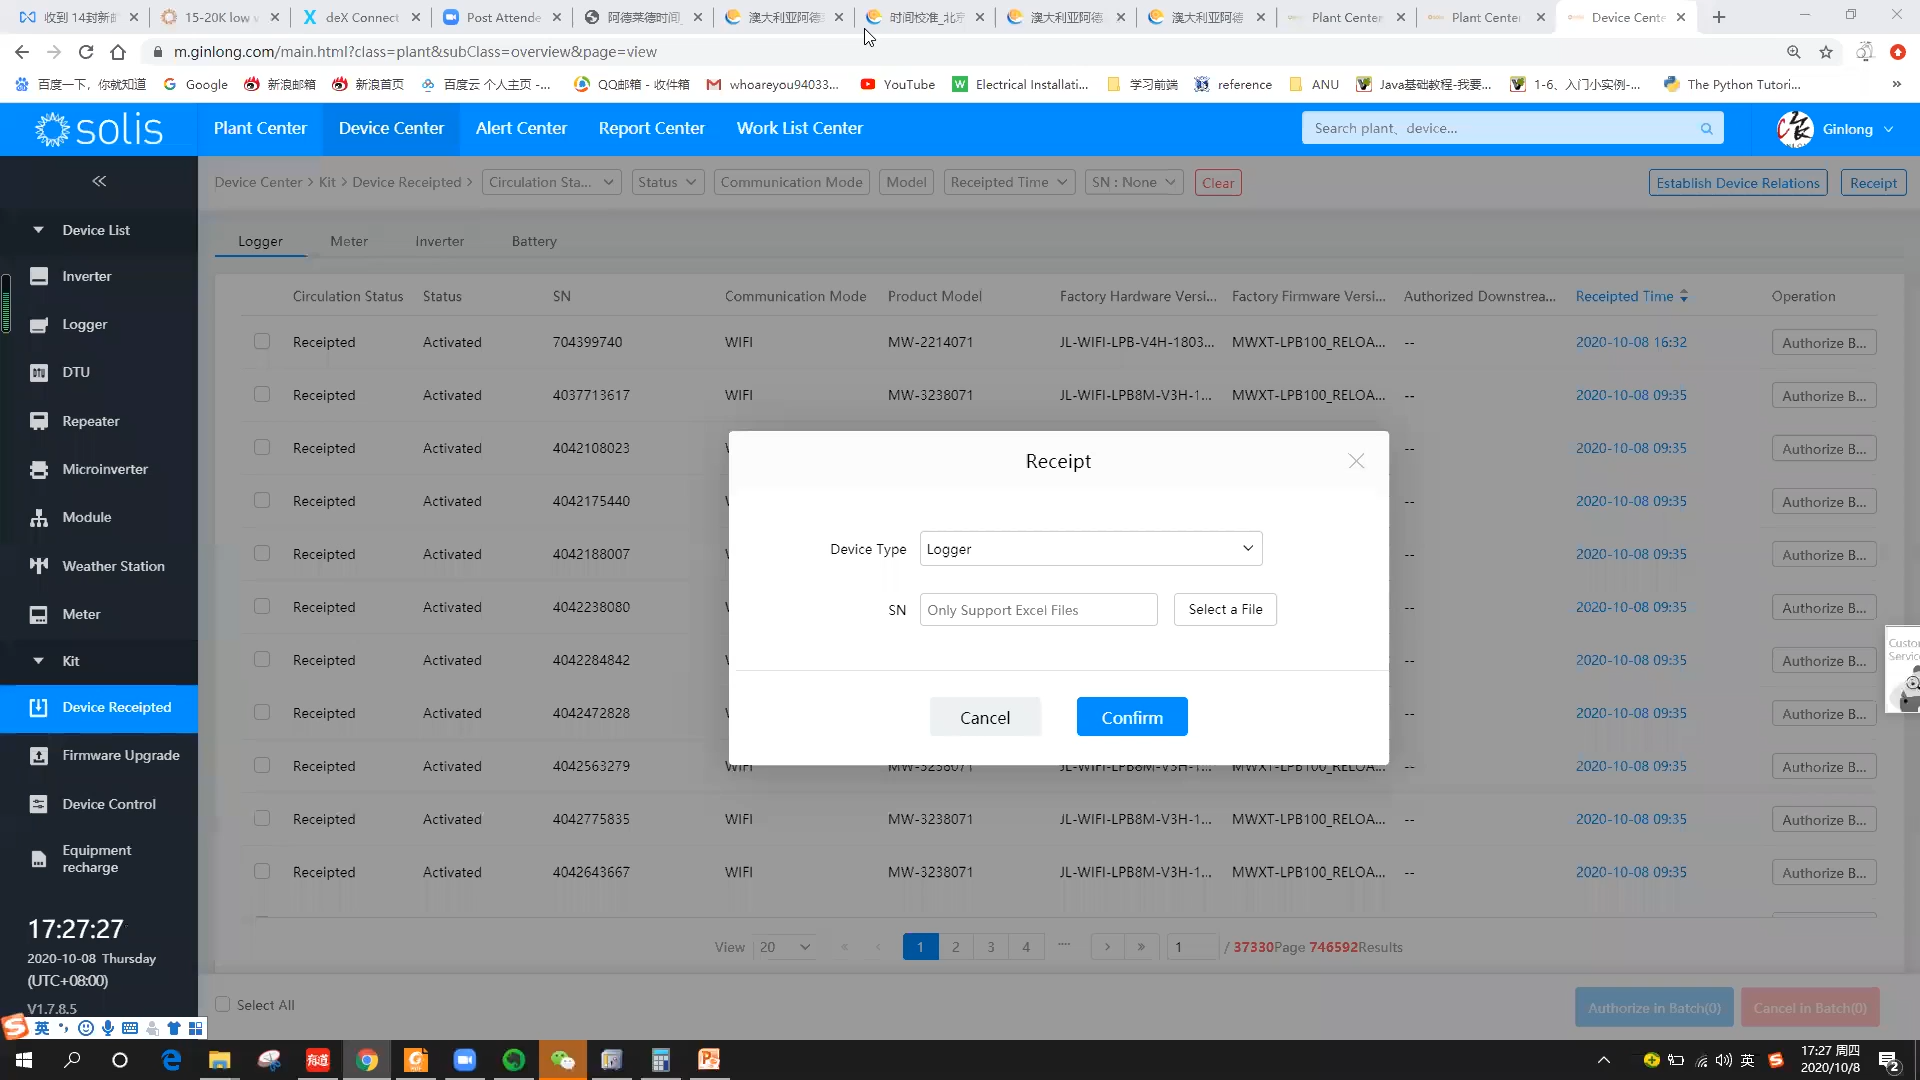 收到 14封新邮
15-20K low v
deX Connect
Post Attende
阿德莱德时间_
澳大利亚阿德
时间校准_北京
澳大利亚阿德
澳大利亚阿德
Plant Center
Plant Center
Device Cente
m.ginlong.com/main.html?class=plant&subClass=overview&page=view
百度一下，你就知道
Google
新浪邮箱
新浪首页
百度云 个人主页 -...
QQ邮箱 - 收件箱
whoareyou94033...
YouTube
Electrical Installati...
学习前端
reference
ANU
Java基础教程-我要...
1-6、入门小实例-...
The Python Tutori...
»
solis
Plant Center
Device Center
Alert Center
Report Center
Work List Center
Search plant、device...
Ginlong
Device Center > Kit > Device Receipted >
Circulation Sta...
Status
Communication Mode
Model
Receipted Time
SN : None
Clear
Establish Device Relations
Receipt
Device List
Inverter
Logger
DTU
Repeater
Microinverter
Module
Weather Station
Meter
Kit
Device Receipted
Firmware Upgrade
Device Control
Equipment
recharge
17:27:27
2020-10-08 Thursday
(UTC+08:00)
V1.7.8.5
Logger
Meter
Inverter
Battery
Circulation Status Status SN Communication Mode Product Model Factory Hardware Versi... Factory Firmware Versi... Authorized Downstrea... Receipted Time Operation
Receipted Activated 704399740 WIFI MW-2214071 JL-WIFI-LPB-V4H-1803... MWXT-LPB100_RELOA... -- 2020-10-08 16:32 Authorize B...
Receipted Activated 4037713617 WIFI MW-3238071 JL-WIFI-LPB8M-V3H-1... MWXT-LPB100_RELOA... -- 2020-10-08 09:35 Authorize B...
Receipted Activated 4042108023 -- 2020-10-08 09:35 Authorize B...
Receipted Activated 4042175440 -- 2020-10-08 09:35 Authorize B...
Receipted Activated 4042188007 -- 2020-10-08 09:35 Authorize B...
Receipted Activated 4042238080 -- 2020-10-08 09:35 Authorize B...
Receipted Activated 4042284842 -- 2020-10-08 09:35 Authorize B...
Receipted Activated 4042472828 -- 2020-10-08 09:35 Authorize B...
Receipted Activated 4042563279 WIFI MW-3238071 JL-WIFI-LPB8M-V3H-1... MWXT-LPB100_RELOA... -- 2020-10-08 09:35 Authorize B...
Receipted Activated 4042775835 WIFI MW-3238071 JL-WIFI-LPB8M-V3H-1... MWXT-LPB100_RELOA... -- 2020-10-08 09:35 Authorize B...
Receipted Activated 4042643667 WIFI MW-3238071 JL-WIFI-LPB8M-V3H-1... MWXT-LPB100_RELOA... -- 2020-10-08 09:35 Authorize B...
Receipt
Device Type Logger
SN Only Support Excel Files Select a File
Cancel Confirm
Custo
Servic
View 20 « ‹ 1 2 3 4 ···· › » 1 / 37330Page 746592Results
Select All
Authorize in Batch(0)
Cancel in Batch(0)
英
有道
英
17:27 周四
2020/10/8
2